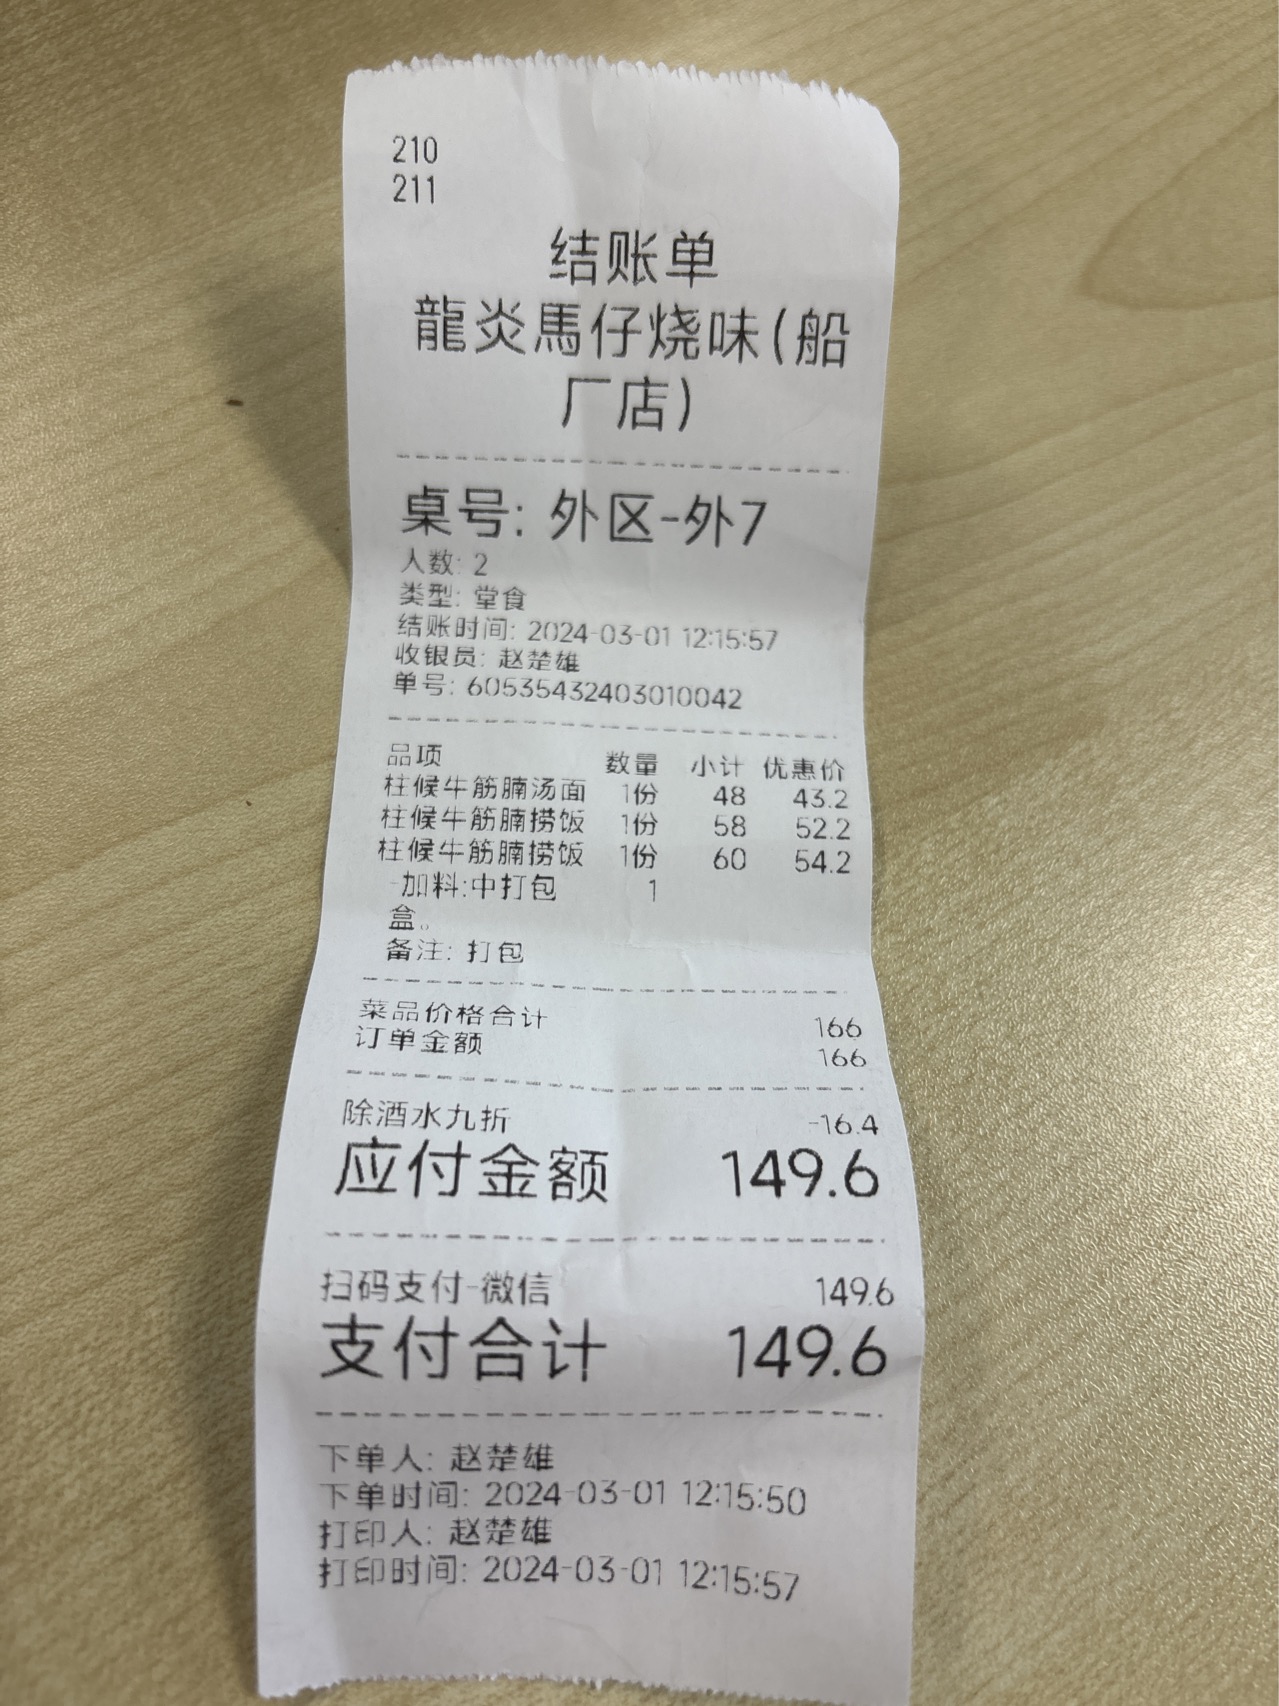 210
211
结账单
龍炎馬仔烧味(船
厂店)
桌号: 外区-外7
人数: 2
类型: 堂食
结账时间: 2024-03-01 12:15:57
收银员: 赵楚雄
单号: 605354324030100​42
品项 数量 小计 优惠价
柱候牛筋腩汤面 1份 48 43.2
柱候牛筋腩捞饭 1份 58 52.2
柱候牛筋腩捞饭 1份 60 54.2
-加料:中打包 1
盒。
备注: 打包
菜品价格合计 166
订单金额 166
除酒水九折 -16.4
应付金额 149.6
扫码支付-微信 149.6
支付合计 149.6
下单人: 赵楚雄
下单时间: 2024-03-01 12:15:50
打印人: 赵楚雄
打印时间: 2024-03-01 12:15:57